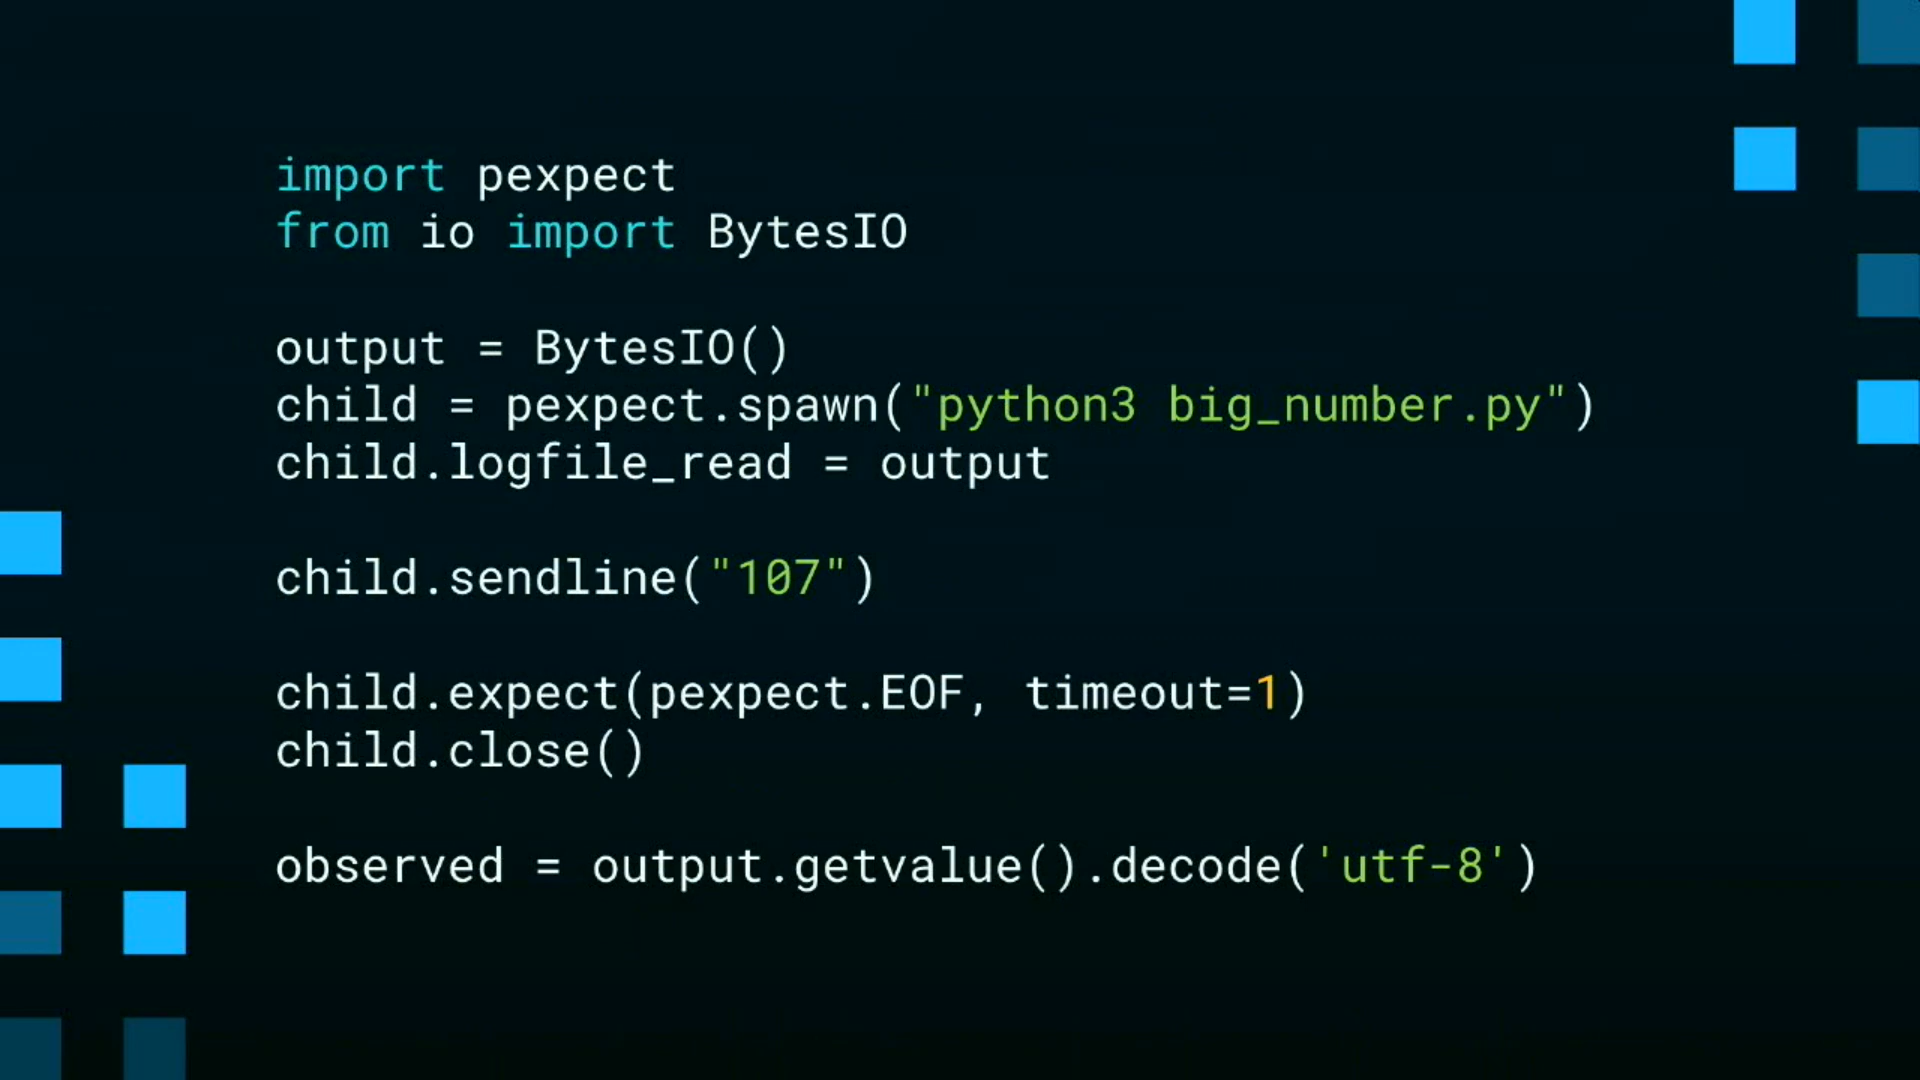 import pexpect
from io import BytesIO
output = BytesIO()
child = pexpect.spawn("python3 big_number.py")
child.logfile_read = output
child.sendline("107")
child.expect(pexpect.EOF, timeout=1)
child.close()
observed = output.getvalue().decode('utf-8')